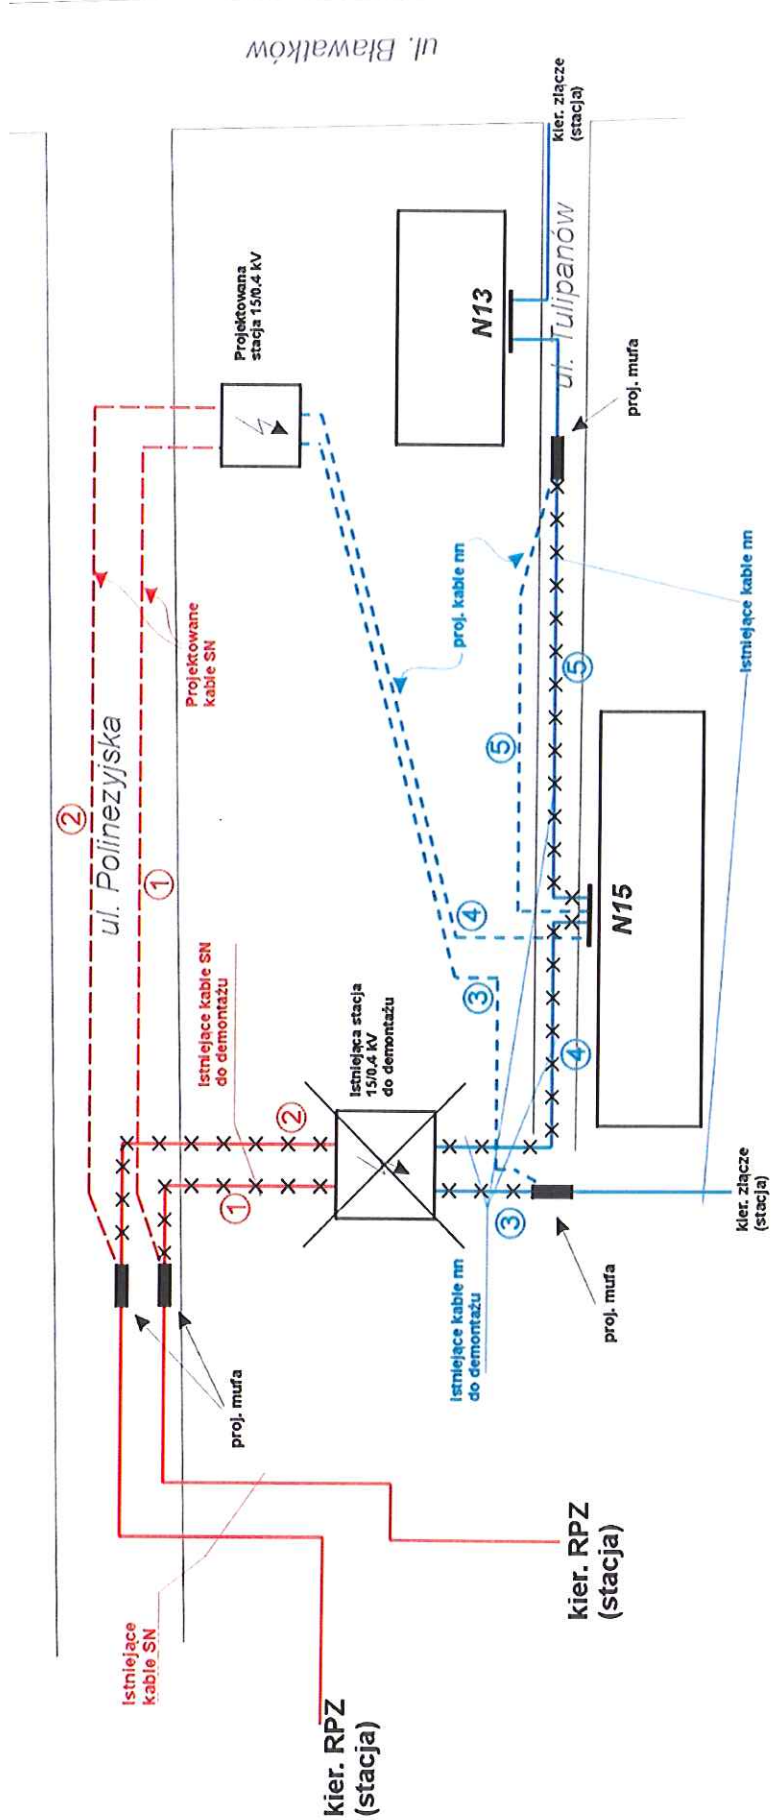 ul. Bławatków
kier. złącze
(stacja)
Projektowana
stacja 15/0.4 kV
N13
ul. Tulipanów
proj. mufa
2
ul. Polinezyjska
1
Projektowane
kable SN
proj. kable nn
5
5
Istniejące kable nn
4
3
N15
4
Istniejące kable SN
do demontażu
Istniejąca stacja
15/0.4 kV
do demontażu
2
1
3
kier. złącze
(stacja)
proj. mufa
Istniejące kable nn
do demontażu
proj. mufa
Istniejące
kable SN
kier. RPZ
(stacja)
kier. RPZ
(stacja)